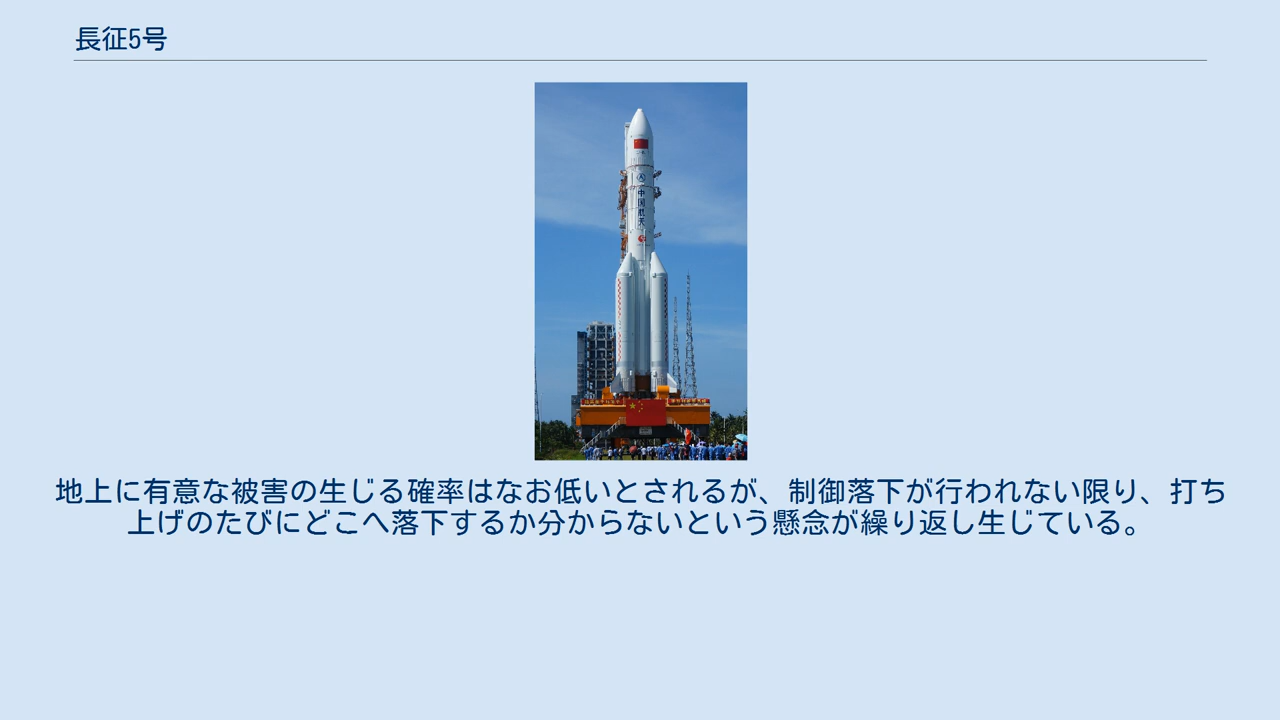 長征5号
中国航天
地上に有意な被害の生じる確率はなお低いとされるが、制御落下が行われない限り、打ち
上げのたびにどこへ落下するか分からないという懸念が繰り返し生じている。